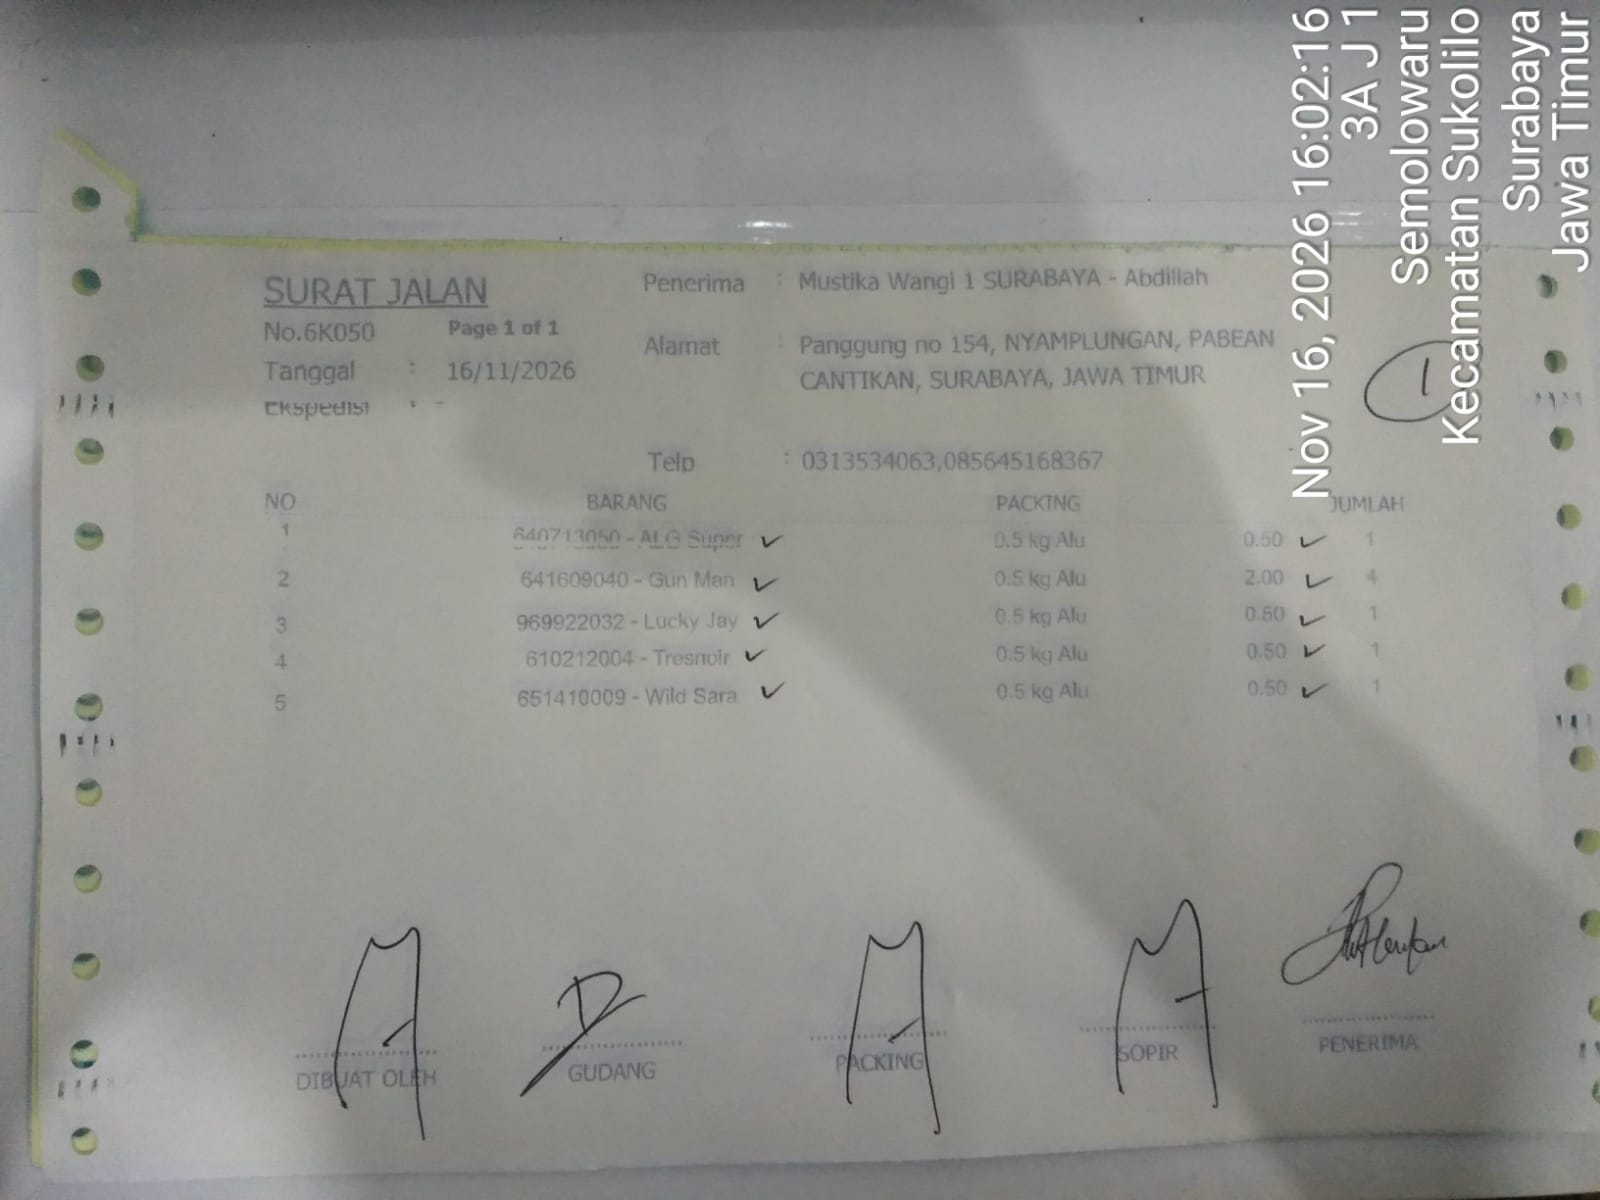 SURAT JALAN
No.6K050 Page 1 of 1
Tanggal : 16/11/2026
Ekspedisi : -
Penerima : Mustika Wangi 1 SURABAYA - Abdillah
Alamat : Panggung no 154, NYAMPLUNGAN, PABEAN
CANTIKAN, SURABAYA, JAWA TIMUR
Telp : 0313534063,085645168367
1
NO BARANG PACKING JUMLAH
1 640713050 - ALG Super ✓ 0.5 kg Alu 0.50 ✓ 1
2 641609040 - Gun Man ✓ 0.5 kg Alu 2.00 ✓ 4
3 969922032 - Lucky Jay ✓ 0.5 kg Alu 0.50 ✓ 1
4 610212004 - Tresnoir ✓ 0.5 kg Alu 0.50 ✓ 1
5 651410009 - Wild Sara ✓ 0.5 kg Alu 0.50 ✓ 1
DIBUAT OLEH GUDANG PACKING SOPIR PENERIMA
Nov 16, 2026 16:02:16
3A J 1
Semolowaru
Kecamatan Sukolilo
Surabaya
Jawa Timur